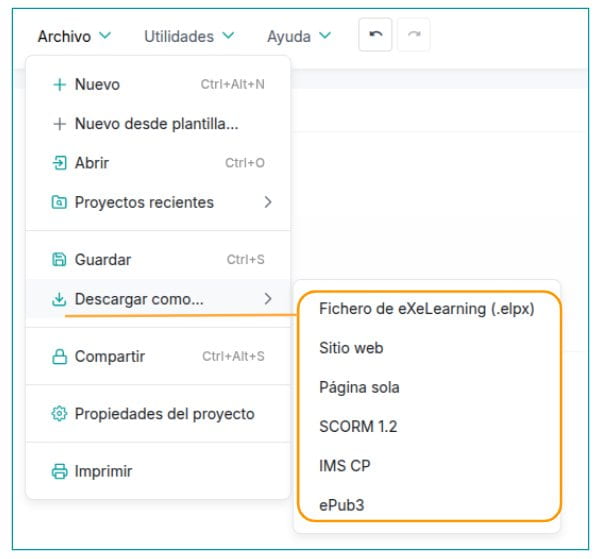 Archivo Utilidades Ayuda
Nuevo Ctrl+Alt+N
Nuevo desde plantilla...
Abrir Ctrl+O
Proyectos recientes
Guardar Ctrl+S
Descargar como...
Compartir Ctrl+Alt+S
Propiedades del proyecto
Imprimir
Fichero de eXeLearning (.elpx)
Sitio web
Página sola
SCORM 1.2
IMS CP
ePub3